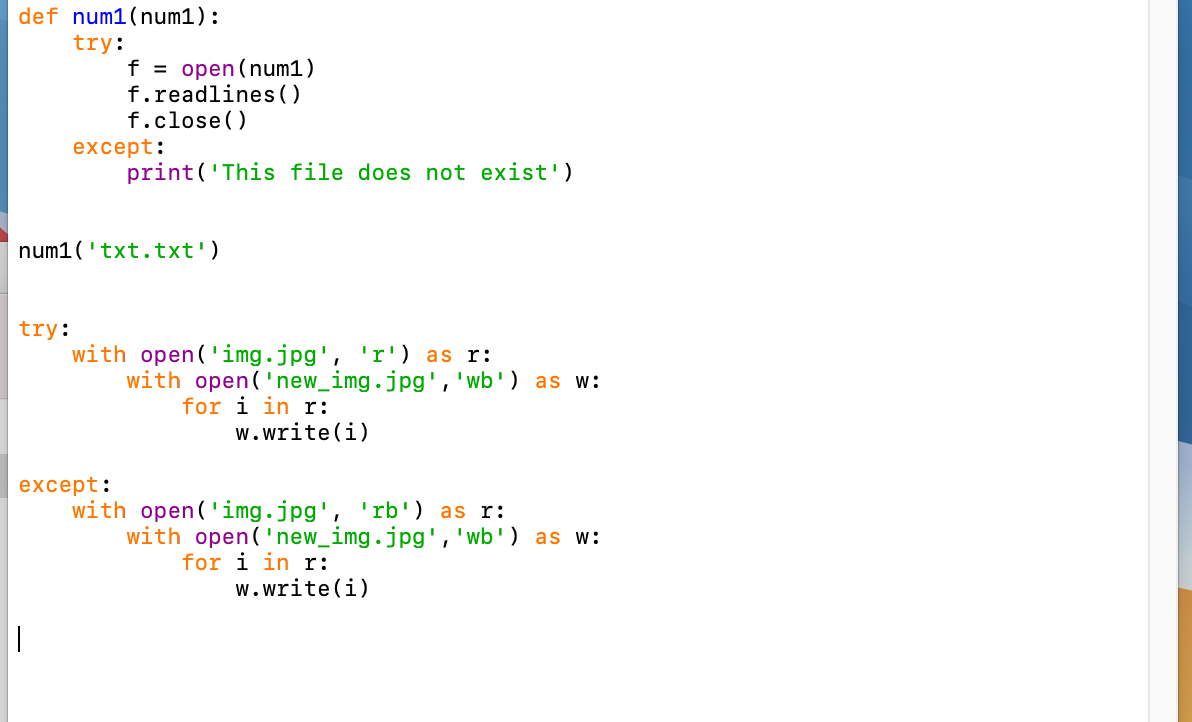 def num1(num1):
    try:
        f = open(num1)
        f.readlines()
        f.close()
    except:
        print('This file does not exist')
num1('txt.txt')
try:
    with open('img.jpg', 'r') as r:
        with open('new_img.jpg','wb') as w:
            for i in r:
                w.write(i)
except:
    with open('img.jpg', 'rb') as r:
        with open('new_img.jpg','wb') as w:
            for i in r:
                w.write(i)